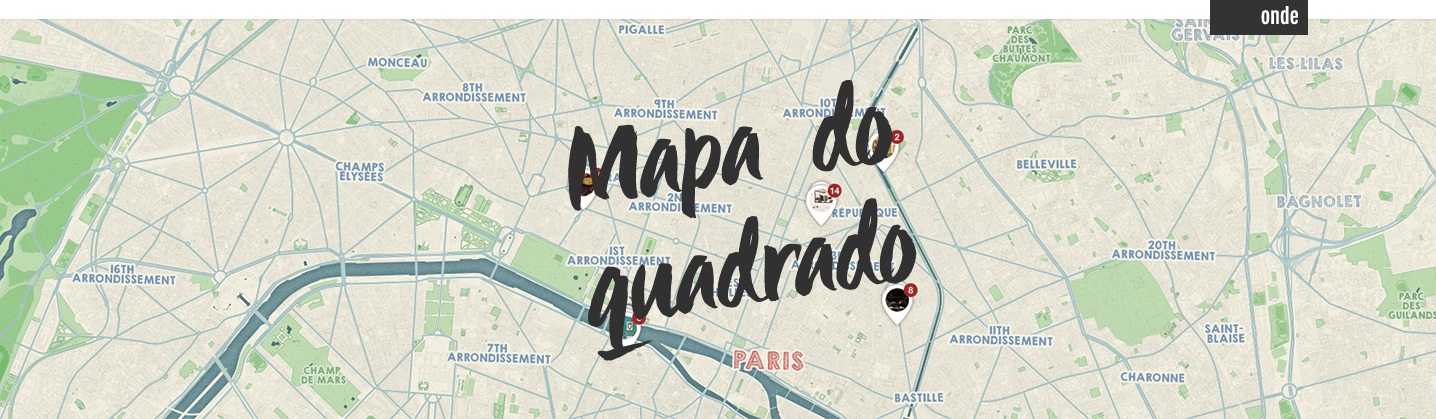 onde
PIGALLE
PARC
DES
BUTTES
CHAUMONT
GERVAIS
LES LILAS
MONCEAU
8TH
ARRONDISSEMENT
9TH
ARRONDISSEMENT
10TH
ARRONDISSEMENT
Mapa do
quadrado
2
14
8
CHAMPS
ELYSÉES
2ND
ARRONDISSEMENT
RÉPUBLIQUE
BELLEVILLE
BAGNOLET
1ST
ARRONDISSEMENT
16TH
ARRONDISSEMENT
20TH
ARRONDISSEMENT
PARC
DES
GUILANDS
7TH
ARRONDISSEMENT
CHAMP
DE MARS
PARIS
11TH
ARRONDISSEMENT
SAINT-
BLAISE
CHARONNE
BASTILLE